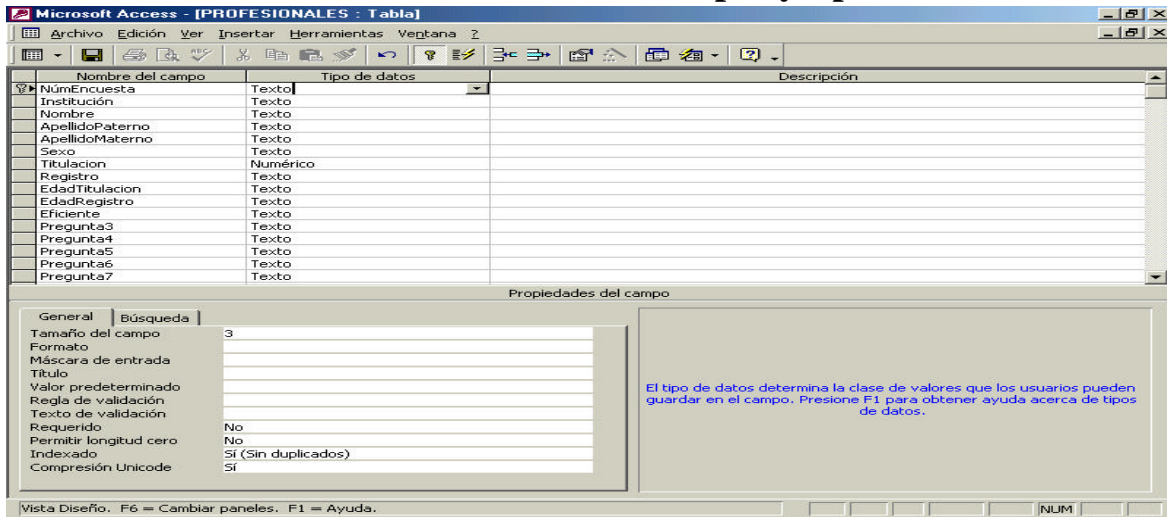 Microsoft Access - [PROFESIONALES : Tabla]
Archivo Edición Ver Insertar Herramientas Ventana ?
Nombre del campo Tipo de datos Descripción
NúmEncuesta Texto
Institución Texto
Nombre Texto
ApellidoPaterno Texto
ApellidoMaterno Texto
Sexo Texto
Titulacion Numérico
Registro Texto
EdadTitulacion Texto
EdadRegistro Texto
Eficiente Texto
Pregunta3 Texto
Pregunta4 Texto
Pregunta5 Texto
Pregunta6 Texto
Pregunta7 Texto
Propiedades del campo
General Búsqueda
Tamaño del campo 3
Formato
Máscara de entrada
Título
Valor predeterminado
Regla de validación
Texto de validación
Requerido No
Permitir longitud cero No
Indexado Sí (Sin duplicados)
Compresión Unicode Sí
El tipo de datos determina la clase de valores que los usuarios pueden
guardar en el campo. Presione F1 para obtener ayuda acerca de tipos
de datos.
Vista Diseño. F6 = Cambiar paneles. F1 = Ayuda. NUM